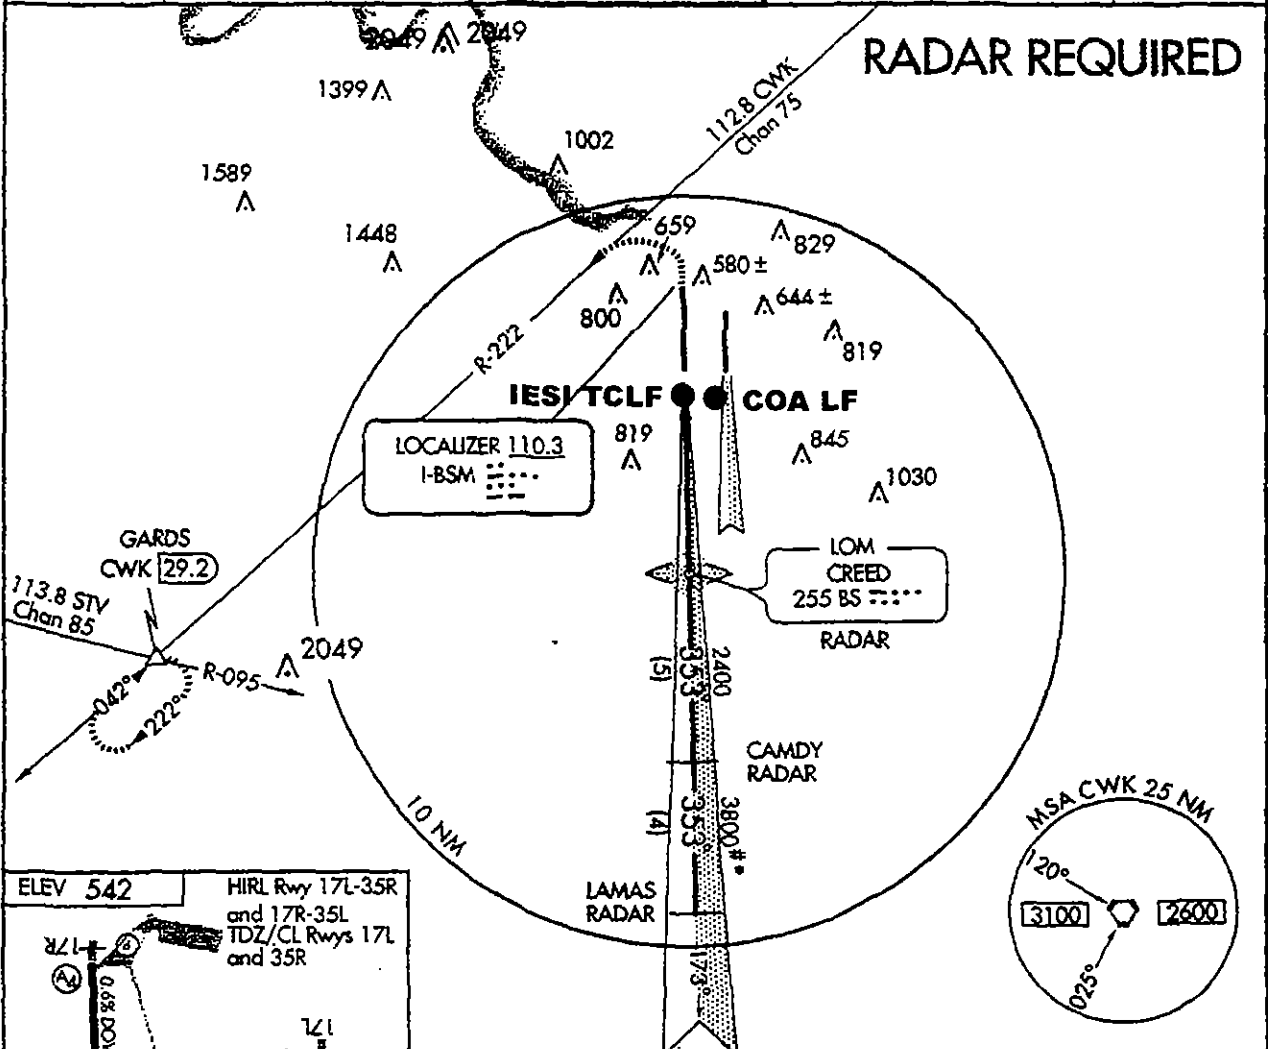 RADAR REQUIRED
2049
2049
1399
112.8 CWK
Chan 75
1002
1589
1448
659
829
580 ±
644 ±
800
819
R-222
IESI TCLF
COA LF
LOCALIZER 110.3
I-BSM
819
845
1030
GARDS
CWK 29.2
LOM
CREED
255 BS
RADAR
113.8 STV
Chan 85
2049
R-095
042°
222°
(5)
353°
2400
CAMDY
RADAR
10 NM
(4)
353°
3800#*
MSA CWK 25 NM
120°
3100
2600
025°
LAMAS
RADAR
173°
ELEV 542
HIRL Rwy 17L-35R
and 17R-35L
TDZ/CL Rwys 17L
and 35R
17R
A4
0.6% DOW
17L